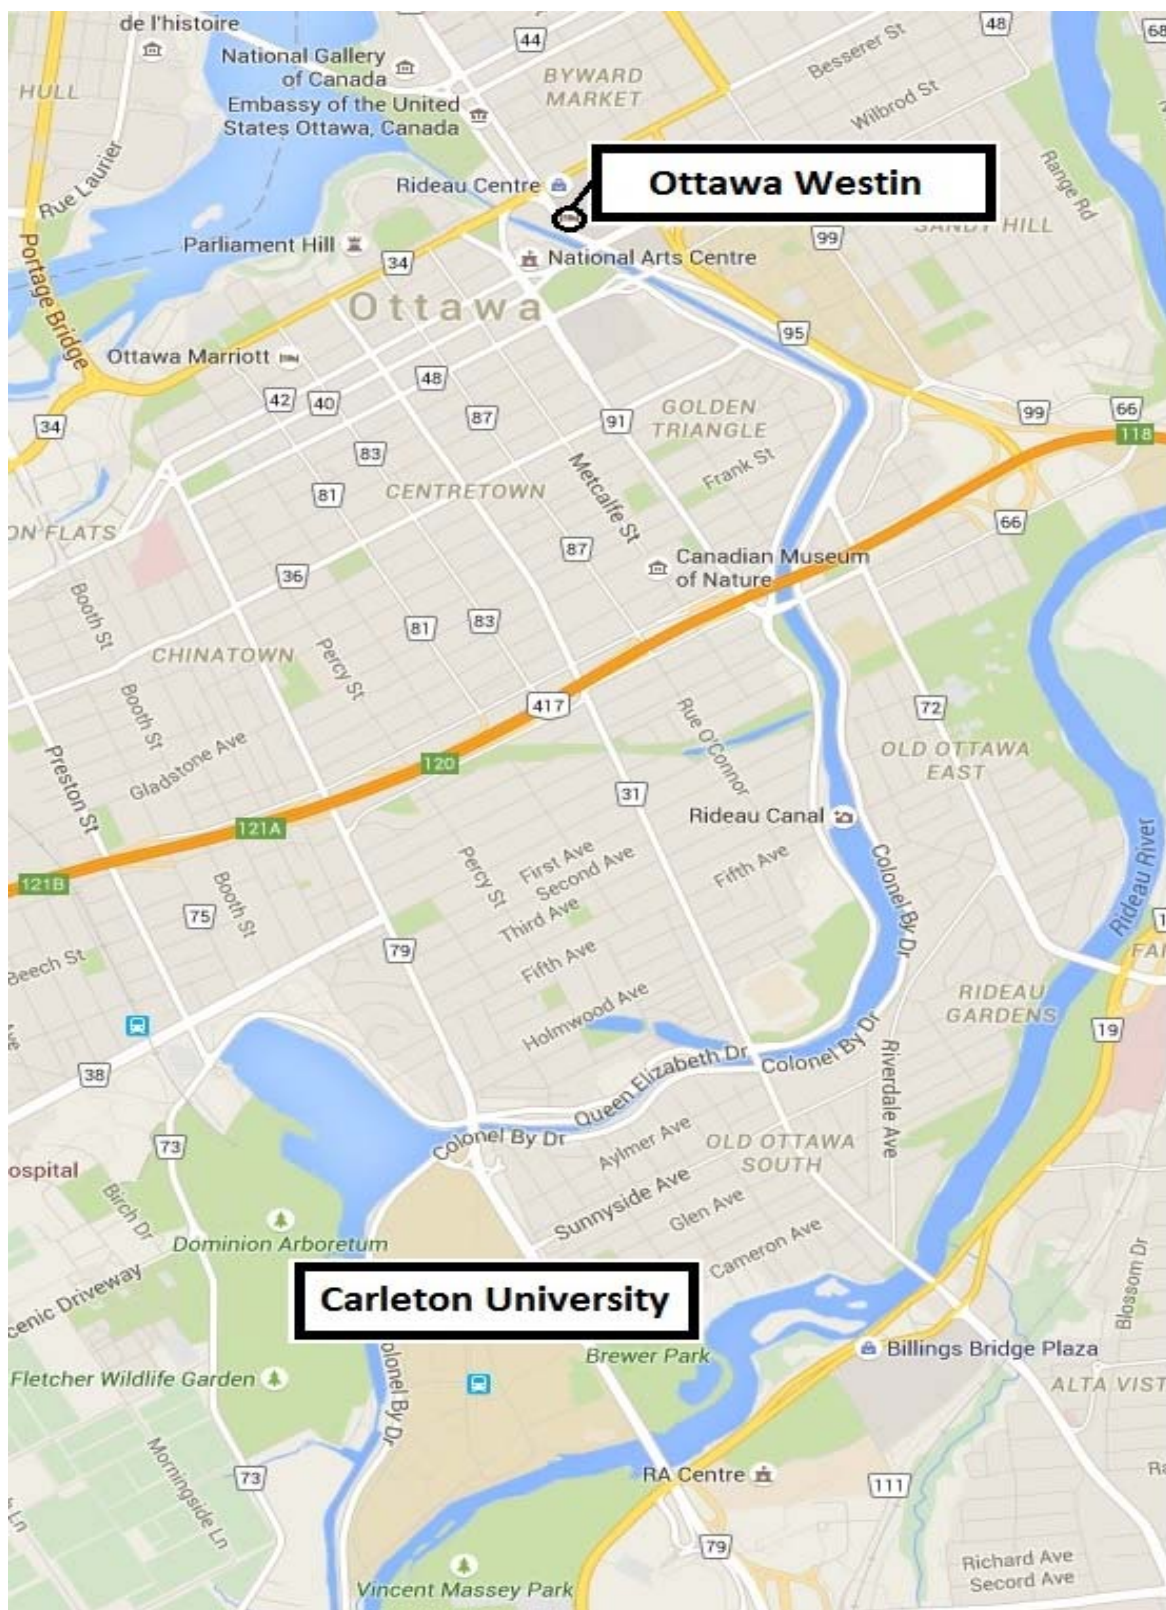 de l'histoire
44
48
68
National Gallery
of Canada
BYWARD
MARKET
Besserer St
HULL
Embassy of the United
States Ottawa, Canada
Wilbrod St
Rue Laurier
Rideau Centre
Ottawa Westin
Range Rd
SANDY HILL
Portage Bridge
Parliament Hill
34
National Arts Centre
99
Ottawa
95
Ottawa Marriott
48
42
40
87
91
GOLDEN
TRIANGLE
99
66
34
118
83
Metcalfe St
Frank St
81
CENTRETOWN
66
ON FLATS
87
Canadian Museum
of Nature
36
Booth St
81
83
CHINATOWN
Percy St
Booth St
417
Rue O'Connor
72
Gladstone Ave
OLD OTTAWA
EAST
Preston St
120
31
Rideau Canal
121A
First Ave
Second Ave
Fifth Ave
Colonel By Dr
Rideau River
121B
Booth St
Percy St
75
Third Ave
79
Fifth Ave
Beech St
1
FAI
Holmwood Ave
RIDEAU
GARDENS
19
38
Queen Elizabeth Dr
Colonel By Dr
Riverdale Ave
73
Colonel By Dr
Aylmer Ave
OLD OTTAWA
SOUTH
ospital
Birch Dr
Sunnyside Ave
Glen Ave
Dominion Arboretum
Cameron Ave
Blossom Dr
cenic Driveway
Carleton University
Brewer Park
Billings Bridge Plaza
Fletcher Wildlife Garden
olonel By Dr
ALTA VIST
Morningside Ln
73
RA Centre
111
Ra
Ln
79
Richard Ave
Secord Ave
Vincent Massey Park